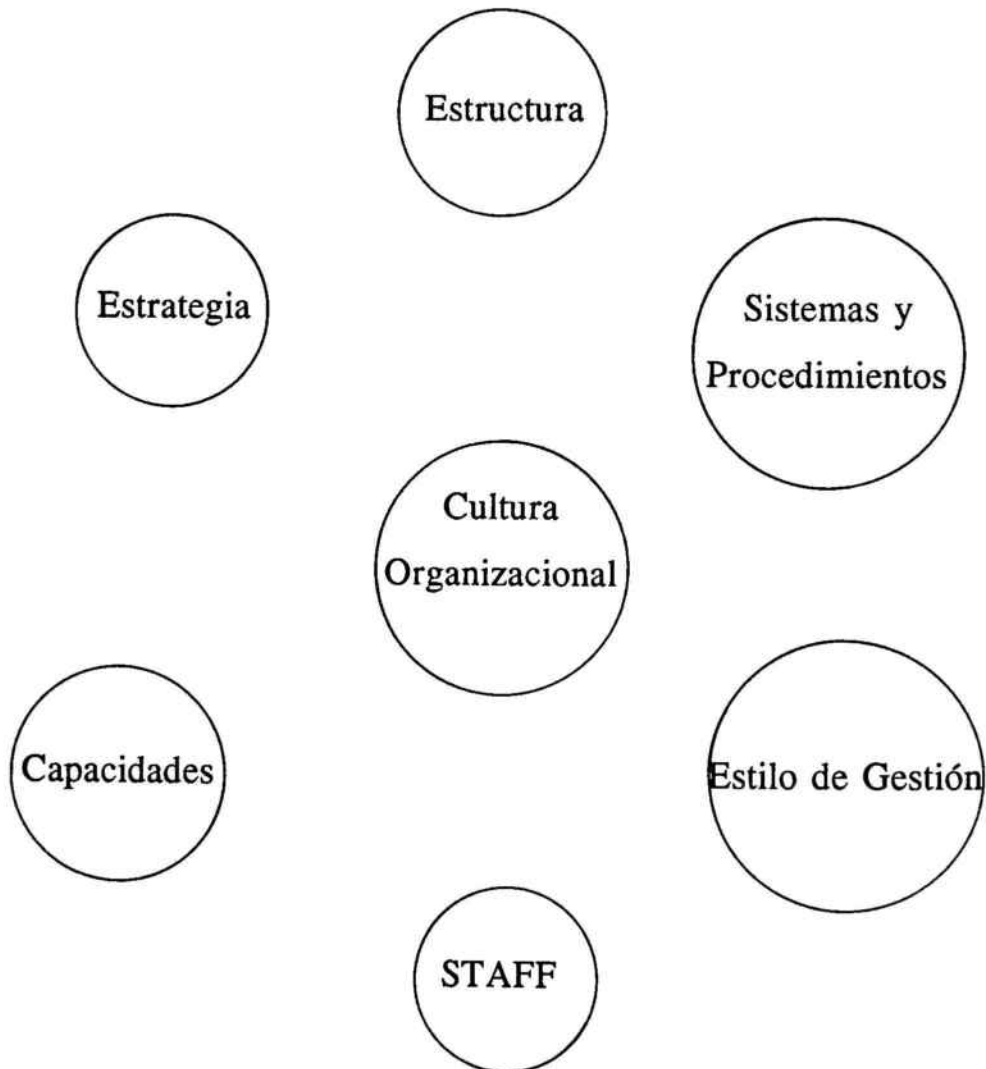 Estructura
Estrategia
Sistemas y
Procedimientos
Cultura
Organizacional
Capacidades
Estilo de Gestión
STAFF